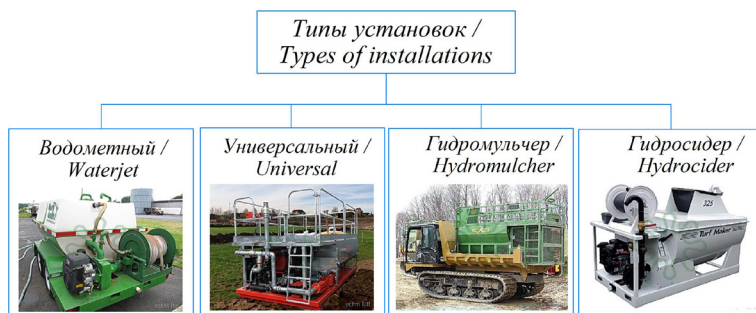 Типы установок /
Types of installations
Водометный /
Waterjet
Универсальный /
Universal
Гидромульчер /
Hydromulcher
Гидросидер /
Hydrocider
325
Turf Maker